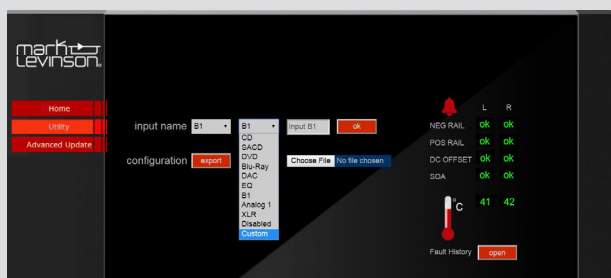 mark
Levinson.
Home
Utility
Advanced Update
input name B1 B1 Input B1 ok
CD
SACD
DVD
Blu-Ray
DAC
EQ
B1
Analog 1
XLR
Disabled
Custom
configuration export Choose File No file chosen
L R
NEG RAIL ok ok
POS RAIL ok ok
DC OFFSET ok ok
SOA ok ok
°C 41 42
Fault History open